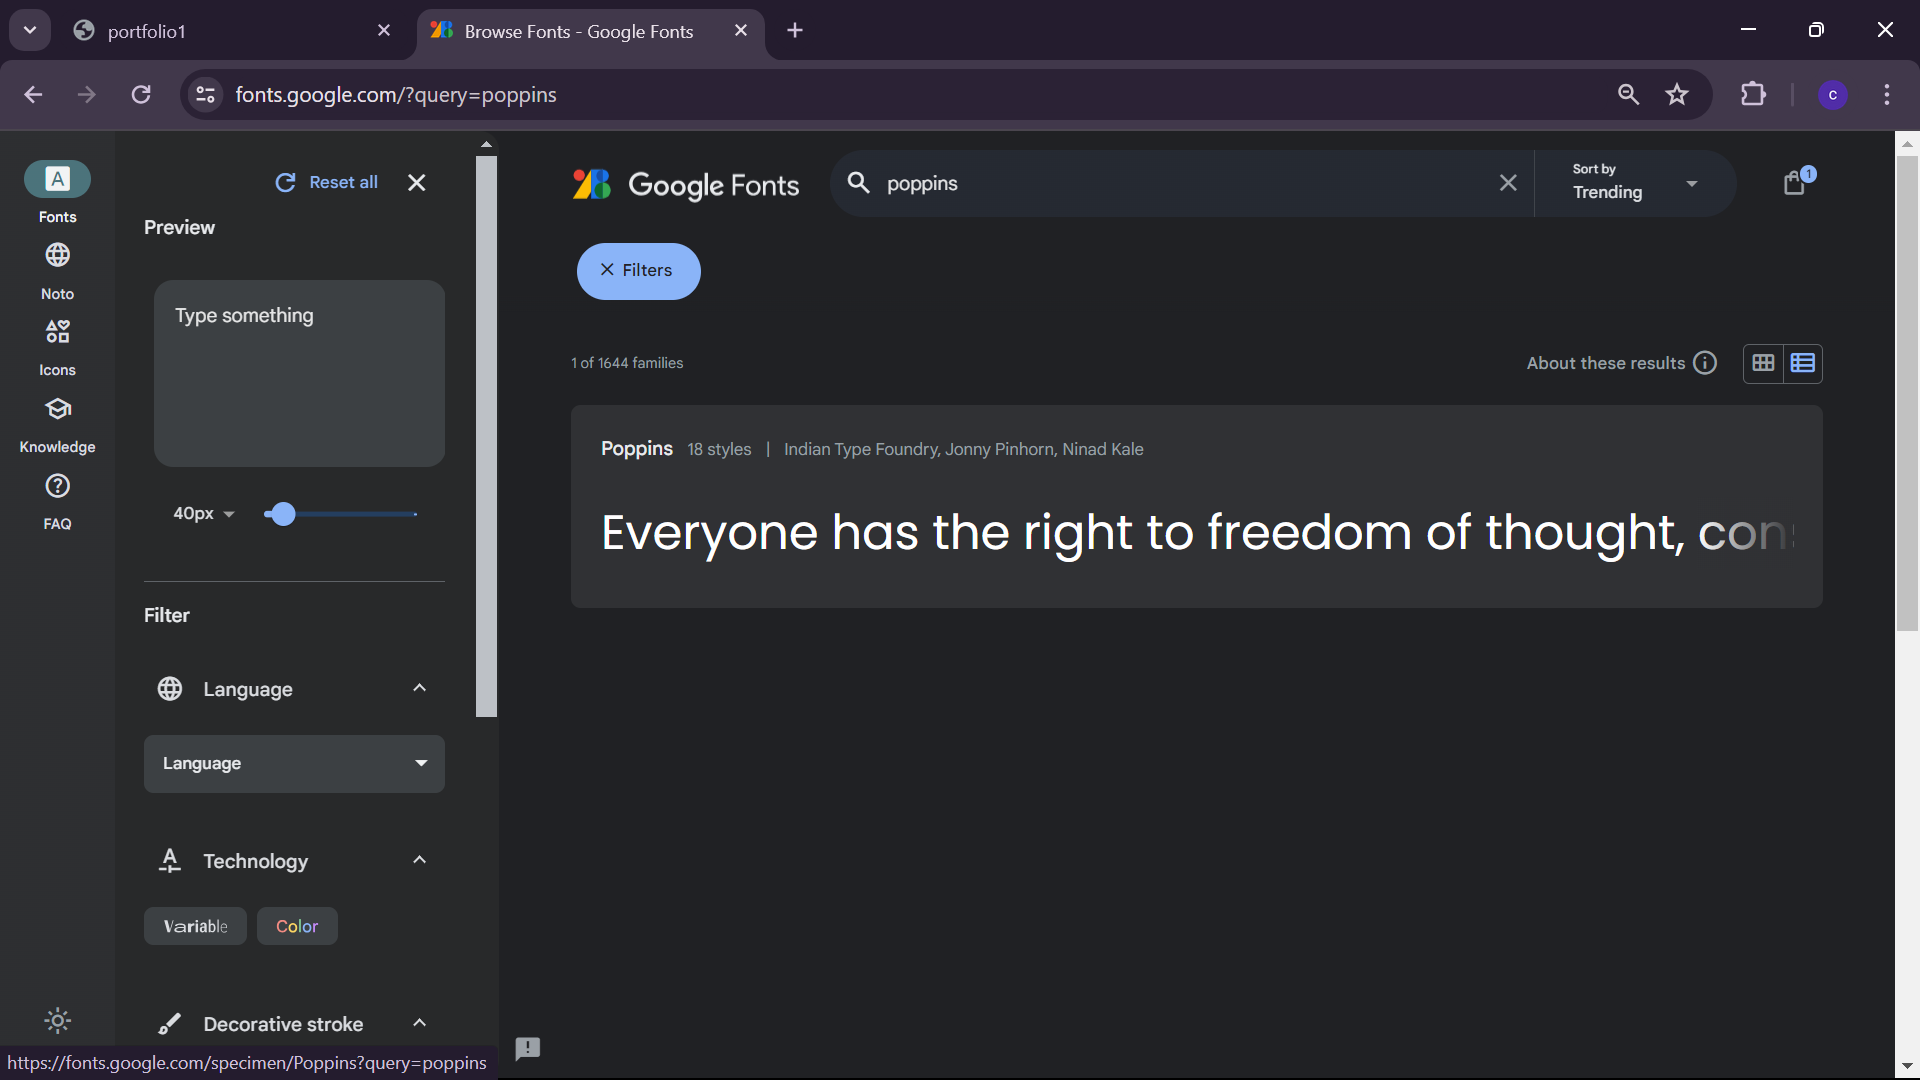 portfolio1
Browse Fonts - Google Fonts
fonts.google.com/?query=poppins
C
A
Fonts
Noto
Icons
Knowledge
FAQ
Reset all
Preview
Type something
40px
Filter
Language
Language
Technology
Variable
Color
Decorative stroke
https://fonts.google.com/specimen/Poppins?query=poppins
Google Fonts
poppins
Sort by
Trending
1
Filters
1 of 1644 families
About these results
Poppins 18 styles | Indian Type Foundry, Jonny Pinhorn, Ninad Kale
Everyone has the right to freedom of thought, con